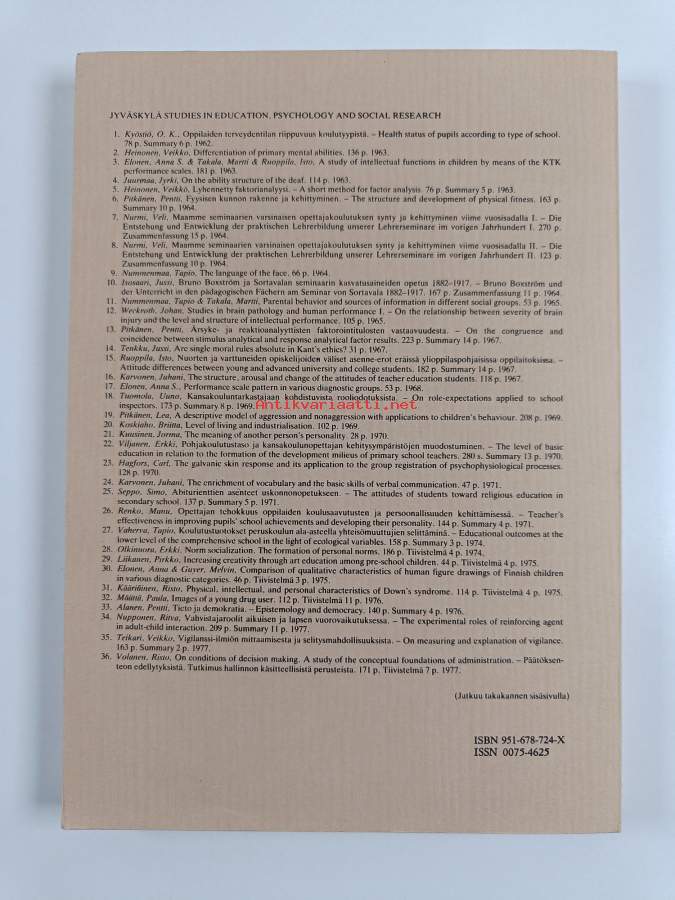 JYVÄSKYLÄ STUDIES IN EDUCATION, PSYCHOLOGY AND SOCIAL RESEARCH
1. Kyöstiö, O. K., Oppilaiden terveydentilan riippuvuus koulutyypistä. – Health status of pupils according to type of school.
78 p. Summary 6 p. 1962.
2. Heinonen, Veikko, Differentiation of primary mental abilities. 136 p. 1963.
3. Elonen, Anna S. & Takala, Martti & Ruoppila, Isto, A study of intellectual functions in children by means of the KTK
performance scales. 181 p. 1963.
4. Juurmaa, Jyrki, On the ability structure of the deaf. 114 p. 1963.
5. Heinonen, Veikko, Lyhennetty faktorianalyysi. – A short method for factor analysis. 76 p. Summary 5 p. 1963.
6. Pitkänen, Pentti, Fyysisen kunnon rakenne ja kehittyminen. – The structure and development of physical fitness. 163 p.
Summary 10 p. 1964.
7. Nurmi, Veli, Maamme seminaarien varsinaisen opettajakoulutuksen synty ja kehittyminen viime vuosisadalla I. – Die
Entstehung und Entwicklung der praktischen Lehrerbildung unserer Lehrerseminare im vorigen Jahrhundert I. 270 p.
Zusammenfassung 15 p. 1964.
8. Nurmi, Veli, Maamme seminaarien varsinaisen opettajakoulutuksen synty ja kehittyminen viime vuosisadalla II. – Die
Entstehung und Entwicklung der praktischen Lehrerbildung unserer Lehrerseminare im vorigen Jahrhundert II. 123 p.
Zusammenfassung 10 p. 1964.
9. Nummenmaa, Tapio, The language of the face. 66 p. 1964.
10. Isosaari, Jussi, Bruno Boxström ja Sortavalan seminaarin kasvatusaineiden opetus 1882–1917. – Bruno Boxström und
der Unterricht in den pädagogischen Fächern am Seminar von Sortavala 1882–1917. 167 p. Zusammenfassung 11 p. 1964.
11. Nummenmaa, Tapio & Takala, Martti, Parental behavior and sources of information in different social groups. 53 p. 1965.
12. Weckroth, Johan, Studies in brain pathology and human performance I. – On the relationship between severity of brain
injury and the level and structure of intellectual performance. 105 p. 1965.
13. Pitkänen, Pentti, Ärsyke- ja reaktioanalyyttisten faktorointitulosten vastaavuudesta. – On the congruence and
coincidence between stimulus analytical and response analytical factor results. 223 p. Summary 14 p. 1967.
14. Tenkku, Jussi, Are single moral rules absolute in Kant's ethics? 31 p. 1967.
15. Ruoppila, Isto, Nuorten ja varttuneiden opiskelijoiden väliset asenne-erot eräissä ylioppilaspohjaisissa oppilaitoksissa. –
Attitude differences between young and advanced university and college students. 182 p. Summary 14 p. 1967.
16. Karvonen, Juhani, The structure, arousal and change of the attitudes of teacher education students. 118 p. 1967.
17. Elonen, Anna S., Performance scale pattern in various diagnostic groups. 53 p. 1968.
18. Tuomola, Uuno, Kansakouluntarkastajaan kohdistuvista rooliodotuksista. – On role-expectations applied to school
inspectors. 173 p. Summary 8 p. 1969.
Antikvariaatti.net
19. Pitkänen, Lea, A descriptive model of aggression and nonaggression with applications to children's behaviour. 208 p. 1969.
20. Koskiaho, Briitta, Level of living and industrialisation. 102 p. 1969.
21. Kuusinen, Jorma, The meaning of another person's personality. 28 p. 1970.
22. Viljanen, Erkki, Pohjakoulutustaso ja kansakoulunopettajan kehitysympäristöjen muodostuminen. – The level of basic
education in relation to the formation of the development milieus of primary school teachers. 280 s. Summary 13 p. 1970.
23. Hagfors, Carl, The galvanic skin response and its application to the group registration of psychophysiological processes.
128 p. 1970.
24. Karvonen, Juhani, The enrichment of vocabulary and the basic skills of verbal communication. 47 p. 1971.
25. Seppo, Simo, Abiturienttien asenteet uskonnonopetukseen. – The attitudes of students toward religious education in
secondary school. 137 p. Summary 5 p. 1971.
26. Renko, Manu, Opettajan tehokkuus oppilaiden koulusaavutusten ja persoonallisuuden kehittämisessä. – Teacher's
effectiveness in improving pupils' school achievements and developing their personality. 144 p. Summary 4 p. 1971.
27. Vaherva, Tapio, Koulutustuotokset peruskoulun ala-asteella yhteisömuuttujien selittäminä. – Educational outcomes at the
lower level of the comprehensive school in the light of ecological variables. 158 p. Summary 3 p. 1974.
28. Olkinuora, Erkki, Norm socialization. The formation of personal norms. 186 p. Tiivistelmä 4 p. 1974.
29. Liikanen, Pirkko, Increasing creativity through art education among pre-school children. 44 p. Tiivistelmä 4 p. 1975.
30. Elonen, Anna & Guyer, Melvin, Comparison of qualitative characteristics of human figure drawings of Finnish children
in various diagnostic categories. 46 p. Tiivistelmä 3 p. 1975.
31. Kääriäinen, Risto, Physical, intellectual, and personal characteristics of Down's syndrome. 114 p. Tiivistelmä 4 p. 1975.
32. Määttä, Paula, Images of a young drug user. 112 p. Tiivistelmä 11 p. 1976.
33. Alanen, Pentti, Tieto ja demokratia. – Epistemology and democracy. 140 p. Summary 4 p. 1976.
34. Nupponen, Riitta, Vahvistajaroolit aikuisen ja lapsen vuorovaikutuksessa. – The experimental roles of reinforcing agent
in adult-child interaction. 209 p. Summary 11 p. 1977.
35. Teikari, Veikko, Vigilanssi-ilmiön mittaamisesta ja selitysmahdollisuuksista. – On measuring and explanation of vigilance.
163 p. Summary 2 p. 1977.
36. Volanen, Risto, On conditions of decision making. A study of the conceptual foundations of administration. – Päätöksen-
teon edellytyksistä. Tutkimus hallinnon käsitteellisistä perusteista. 171 p. Tiivistelmä 7 p. 1977.
(Jatkuu takakannen sisäsivulla)
ISBN 951-678-724-X
ISSN 0075-4625